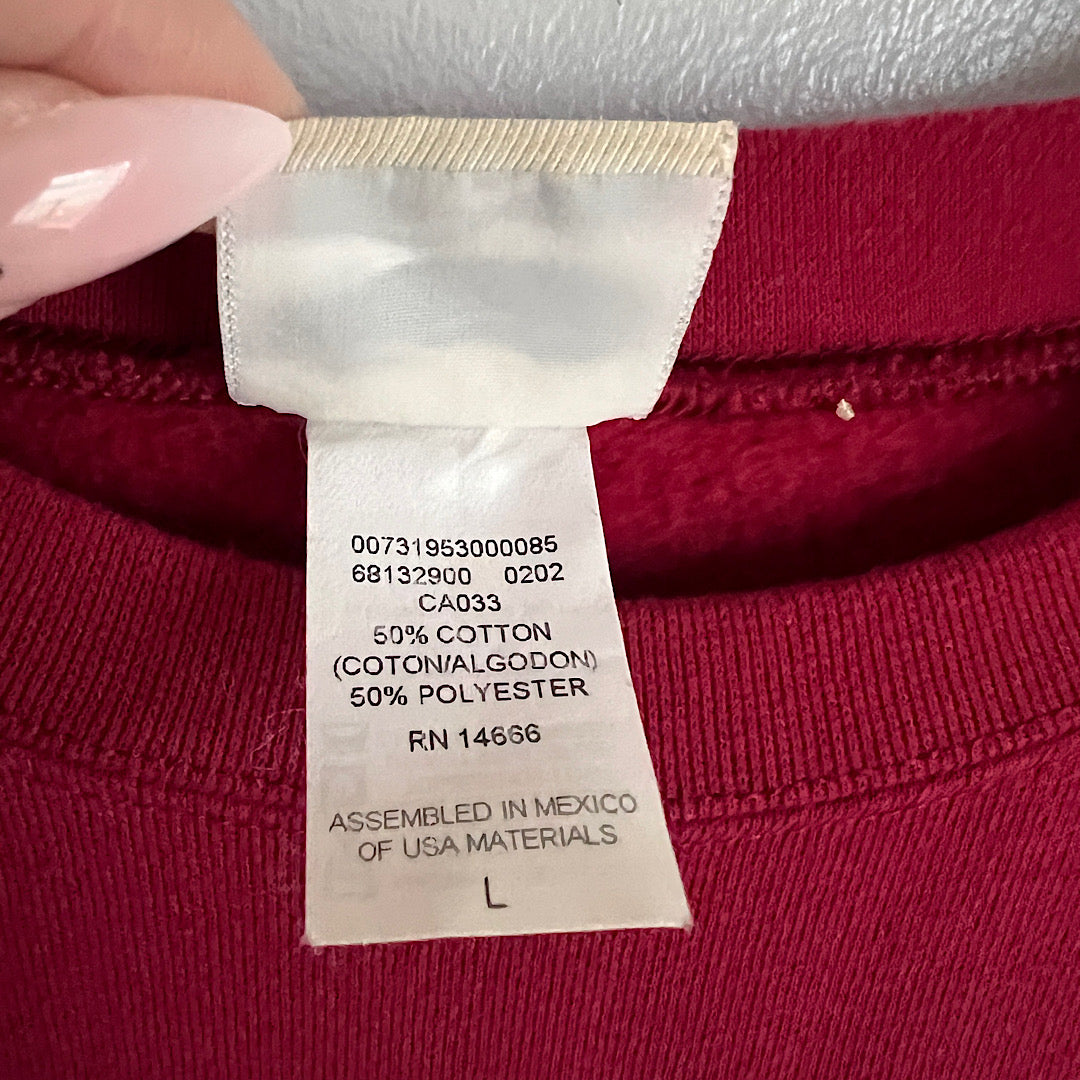 00731953000085
68132900 0202
CA033
50% COTTON
(COTON/ALGODON)
50% POLYESTER
RN 14666
ASSEMBLED IN MEXICO
OF USA MATERIALS
L